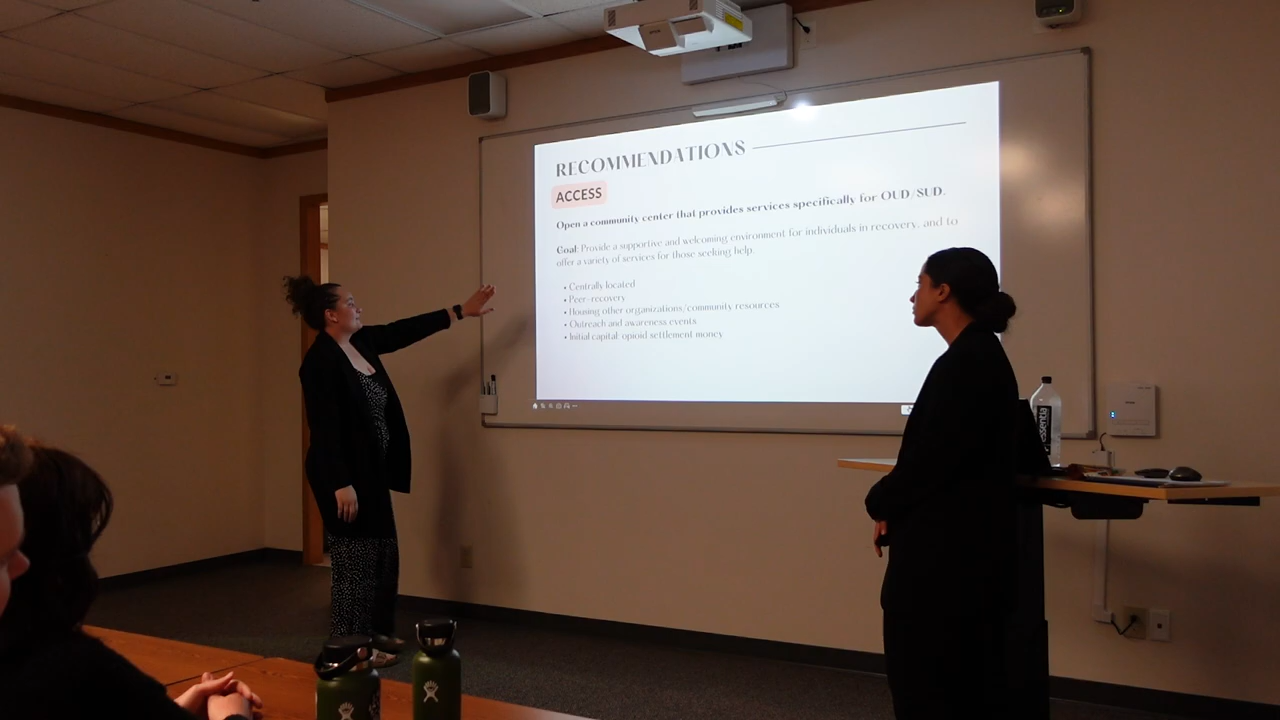 RECOMMENDATIONS
ACCESS
Open a community center that provides services specifically for OUD/SUD.
Goal: Provide a supportive and welcoming environment for individuals in recovery, and to
offer a variety of services for those seeking help.
• Centrally located
• Peer-recovery
• Housing other organizations/community resources
• Outreach and awareness events
• Initial capital: opioid settlement money
essentia